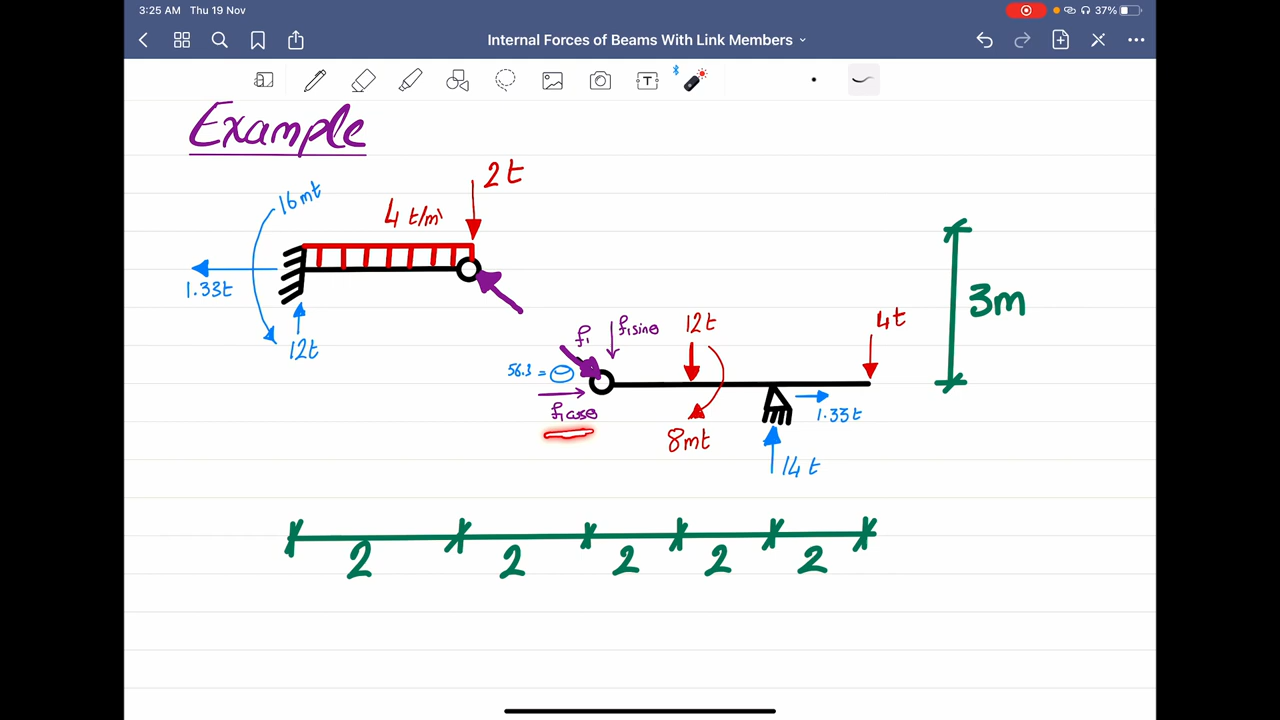 3:25 AM Thu 19 Nov
37%
Internal Forces of Beams With Link Members
T
Example
2t
16mt
4 t/m'
1.33t
12t
3m
f1
f1sinθ
12t
4t
56.3 = θ
f1cosθ
1.33t
8mt
14t
2 2 2 2 2